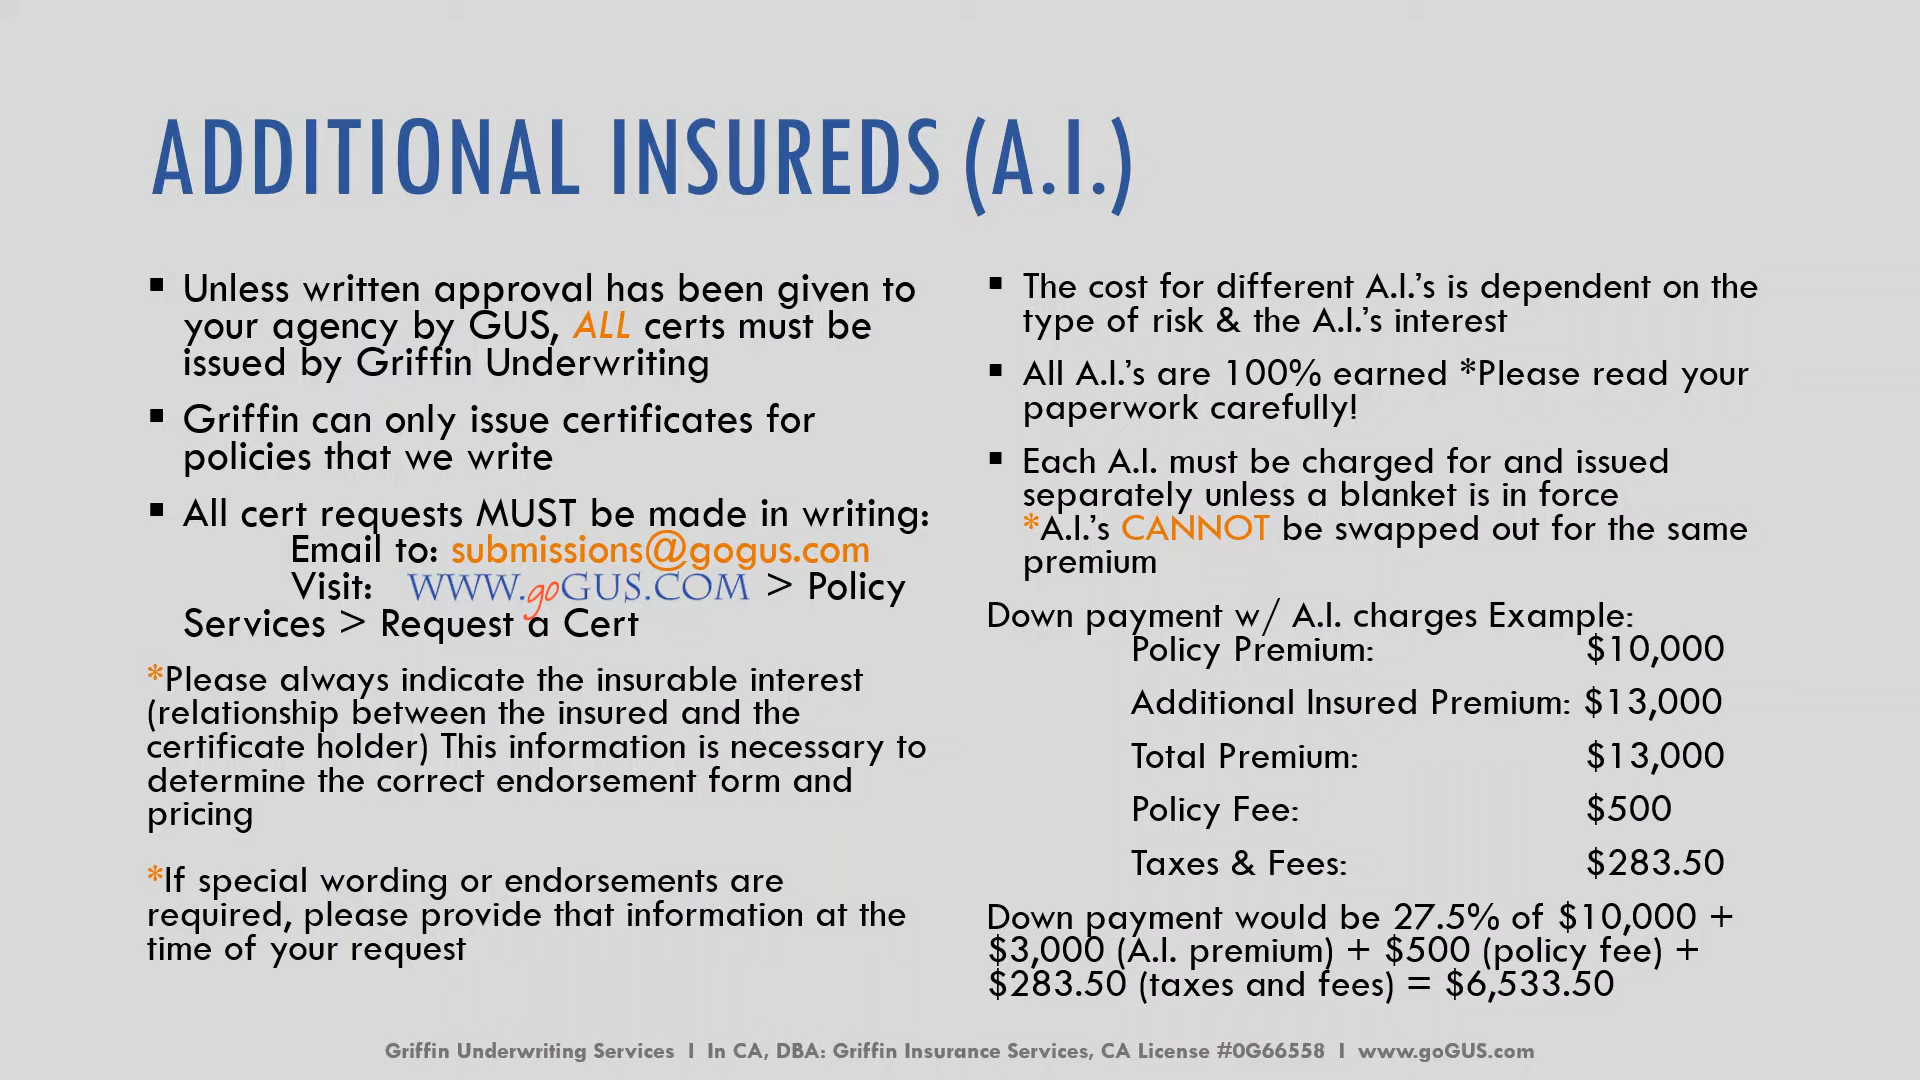 ADDITIONAL INSUREDS (A.I.)
▪ Unless written approval has been given to
your agency by GUS, ALL certs must be
issued by Griffin Underwriting
▪ Griffin can only issue certificates for
policies that we write
▪ All cert requests MUST be made in writing:
Email to: submissions@gogus.com
Visit: WWW.goGUS.COM > Policy
Services > Request a Cert
*Please always indicate the insurable interest
(relationship between the insured and the
certificate holder) This information is necessary to
determine the correct endorsement form and
pricing
*If special wording or endorsements are
required, please provide that information at the
time of your request
▪ The cost for different A.I.'s is dependent on the
type of risk & the A.I.'s interest
▪ All A.I.'s are 100% earned *Please read your
paperwork carefully!
▪ Each A.I. must be charged for and issued
separately unless a blanket is in force
*A.I.'s CANNOT be swapped out for the same
premium
Down payment w/ A.I. charges Example:
Policy Premium: $10,000
Additional Insured Premium: $13,000
Total Premium: $13,000
Policy Fee: $500
Taxes & Fees: $283.50
Down payment would be 27.5% of $10,000 +
$3,000 (A.I. premium) + $500 (policy fee) +
$283.50 (taxes and fees) = $6,533.50
Griffin Underwriting Services I In CA, DBA: Griffin Insurance Services, CA License #0G66558 I www.goGUS.com